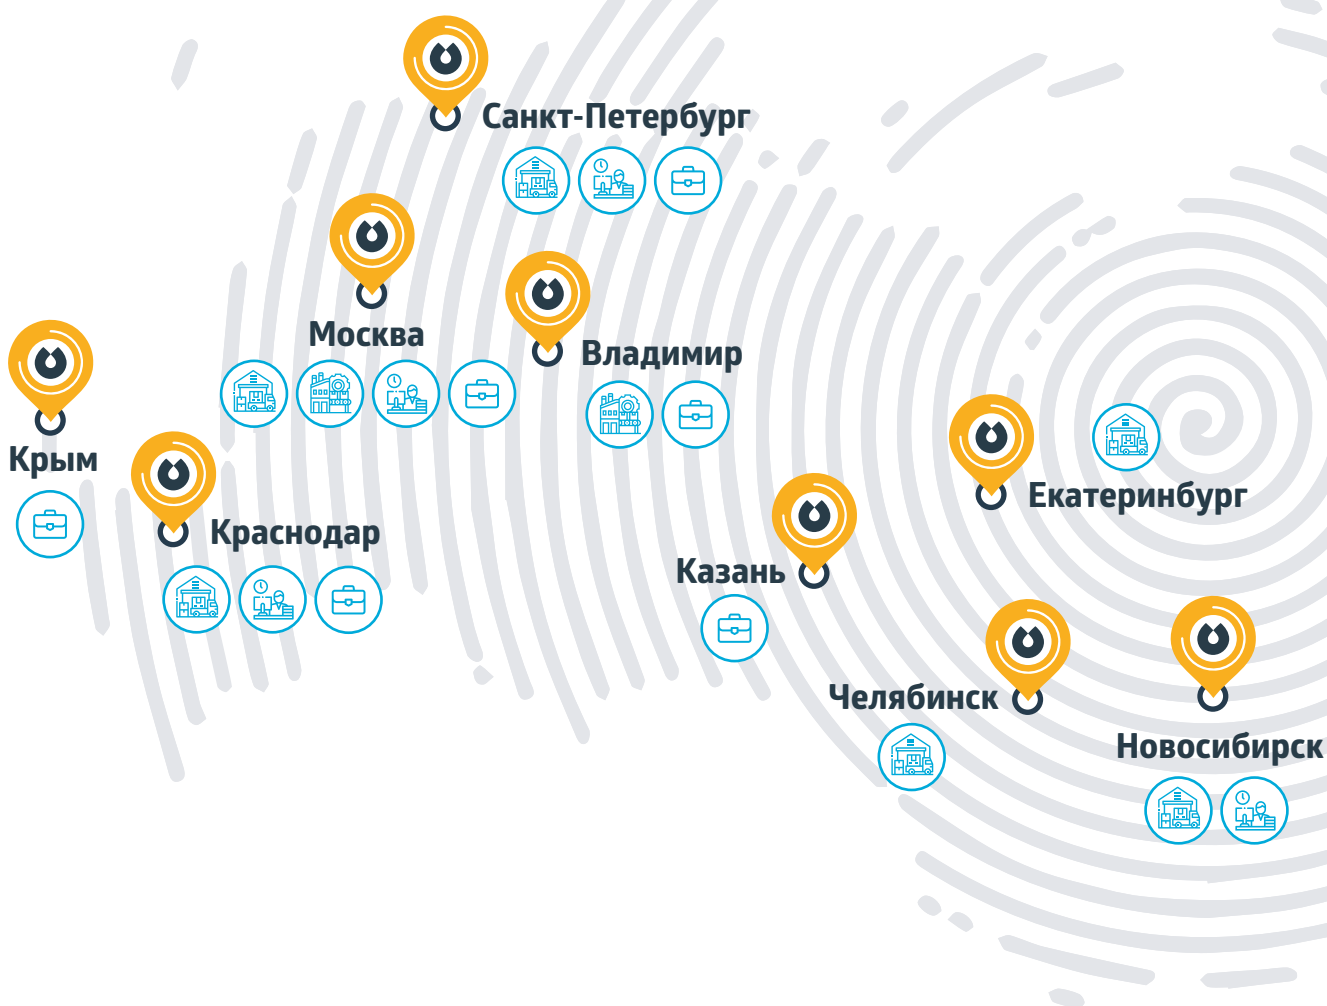 Санкт-Петербург
Москва
Владимир
Крым
Краснодар
Екатеринбург
Казань
Челябинск
Новосибирск